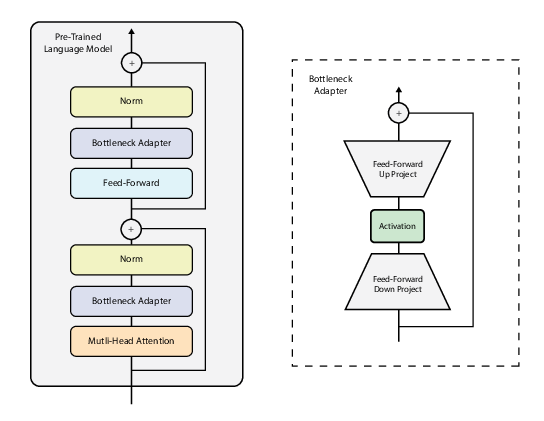 Pre-Trained
Language Model
+
Norm
Bottleneck Adapter
Feed-Forward
+
Norm
Bottleneck Adapter
Mutli-Head Attention
Bottleneck
Adapter
+
Feed-Forward
Up Project
Activation
Feed-Forward
Down Project